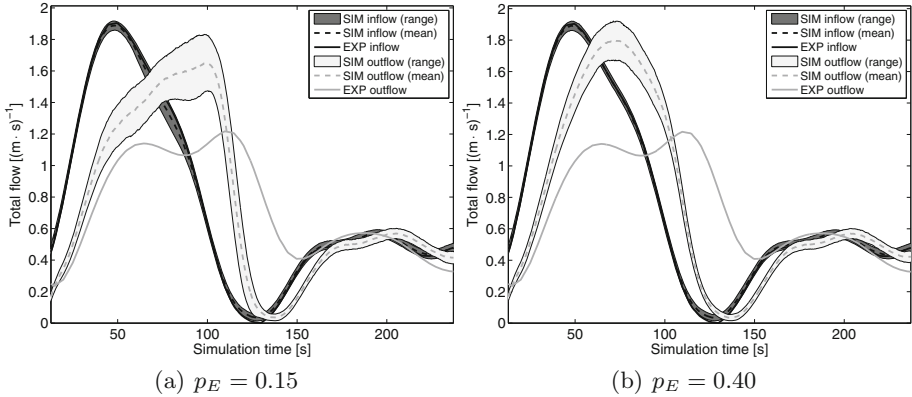 2
1.8
1.6
1.4
1.2
1
0.8
0.6
0.4
0.2
0
Total flow [(m· s)⁻¹]
50 100 150 200
Simulation time [s]
SIM inflow (range)
SIM inflow (mean)
EXP inflow
SIM outflow (range)
SIM outflow (mean)
EXP outflow
(a) p_E = 0.15
2
1.8
1.6
1.4
1.2
1
0.8
0.6
0.4
0.2
0
Total flow [(m· s)⁻¹]
50 100 150 200
Simulation time [s]
SIM inflow (range)
SIM inflow (mean)
EXP inflow
SIM outflow (range)
SIM outflow (mean)
EXP outflow
(b) p_E = 0.40